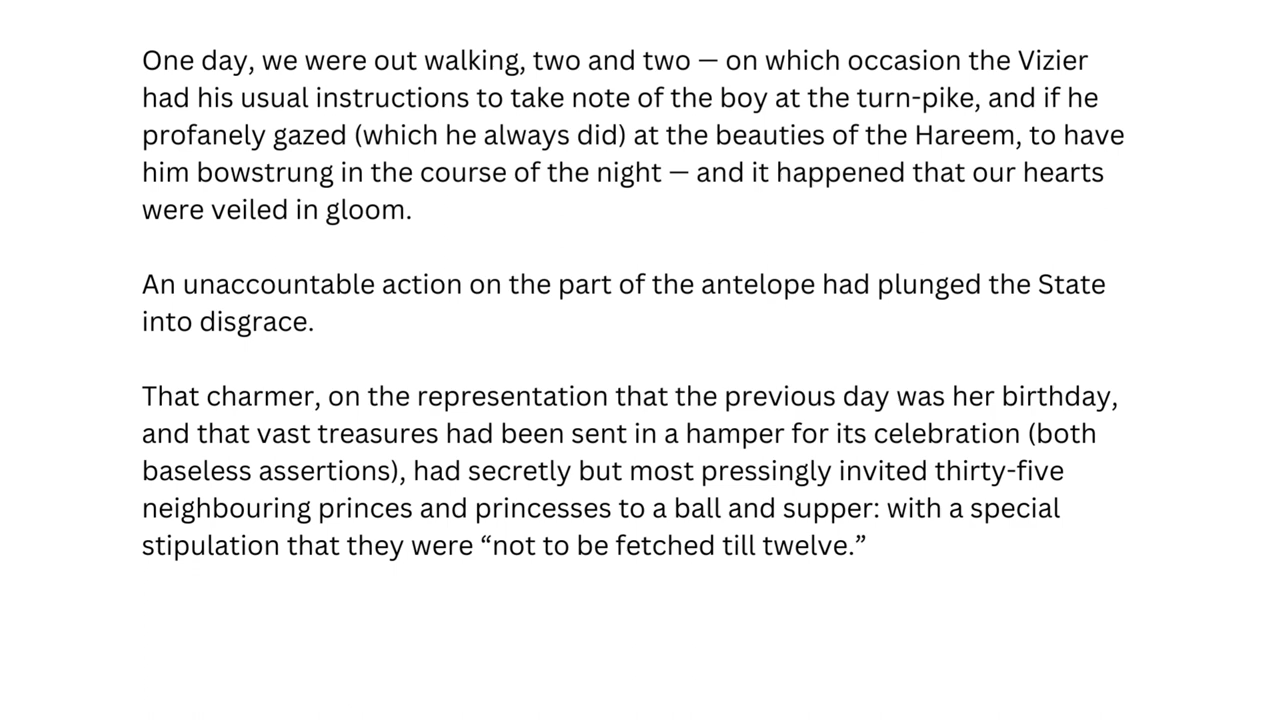 One day, we were out walking, two and two — on which occasion the Vizier
had his usual instructions to take note of the boy at the turn-pike, and if he
profanely gazed (which he always did) at the beauties of the Hareem, to have
him bowstrung in the course of the night — and it happened that our hearts
were veiled in gloom.
An unaccountable action on the part of the antelope had plunged the State
into disgrace.
That charmer, on the representation that the previous day was her birthday,
and that vast treasures had been sent in a hamper for its celebration (both
baseless assertions), had secretly but most pressingly invited thirty-five
neighbouring princes and princesses to a ball and supper: with a special
stipulation that they were “not to be fetched till twelve.”